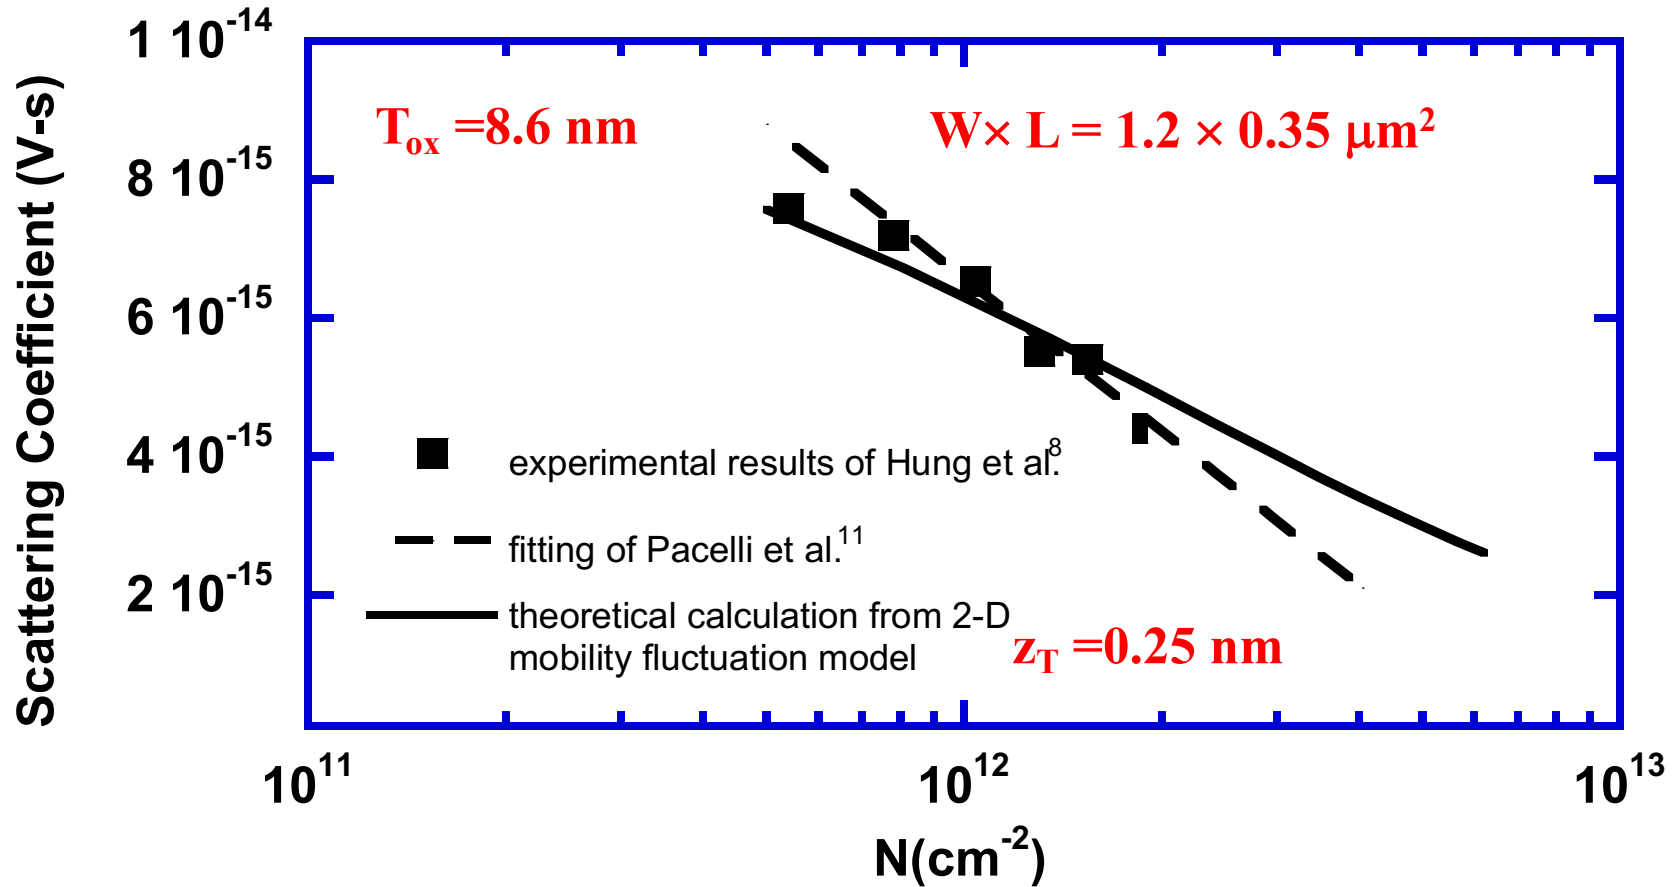 1 10⁻¹⁴
8 10⁻¹⁵
6 10⁻¹⁵
4 10⁻¹⁵
2 10⁻¹⁵
Scattering Coefficient (V-s)
Tₒₓ =8.6 nm
W× L = 1.2 × 0.35 μm²
experimental results of Hung et al.⁸
fitting of Pacelli et al.¹¹
theoretical calculation from 2-D
mobility fluctuation model
z_T =0.25 nm
10¹¹
10¹²
10¹³
N(cm⁻²)